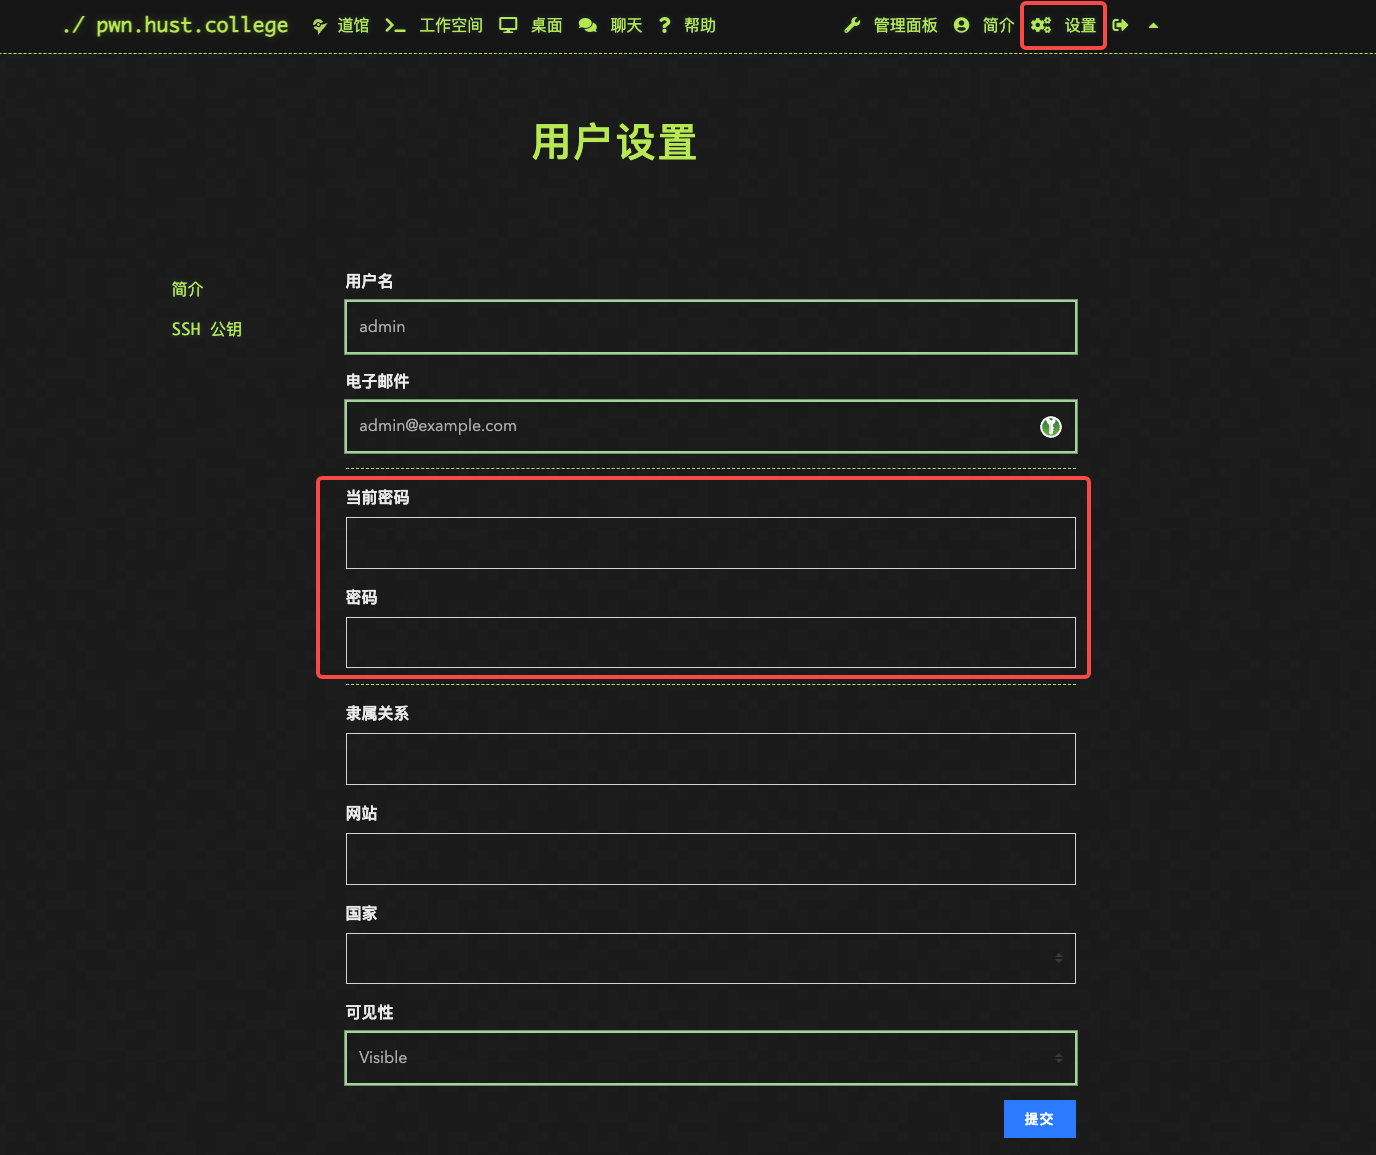 ./ pwn.hust.college 道馆 工作空间 桌面 聊天 帮助 管理面板 简介 设置
用户设置
简介
SSH 公钥
用户名
admin
电子邮件
admin@example.com
当前密码
密码
隶属关系
网站
国家
可见性
Visible
提交